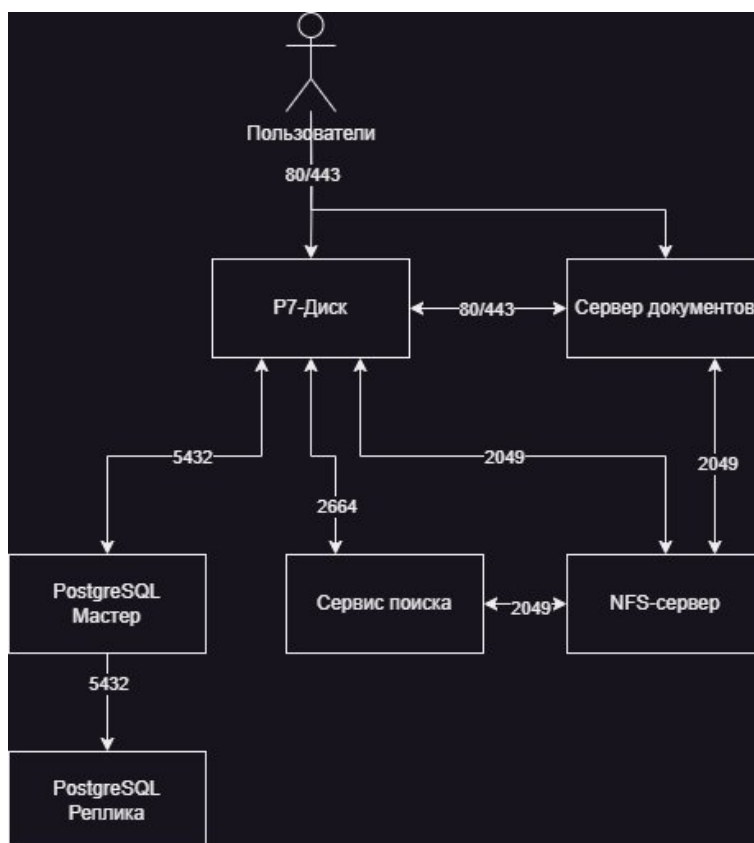 Пользователи
80/443
Р7-Диск
80/443
Сервер документов
5432
2049
2049
2664
PostgreSQL
Мастер
Сервис поиска
2049
NFS-сервер
5432
PostgreSQL
Реплика